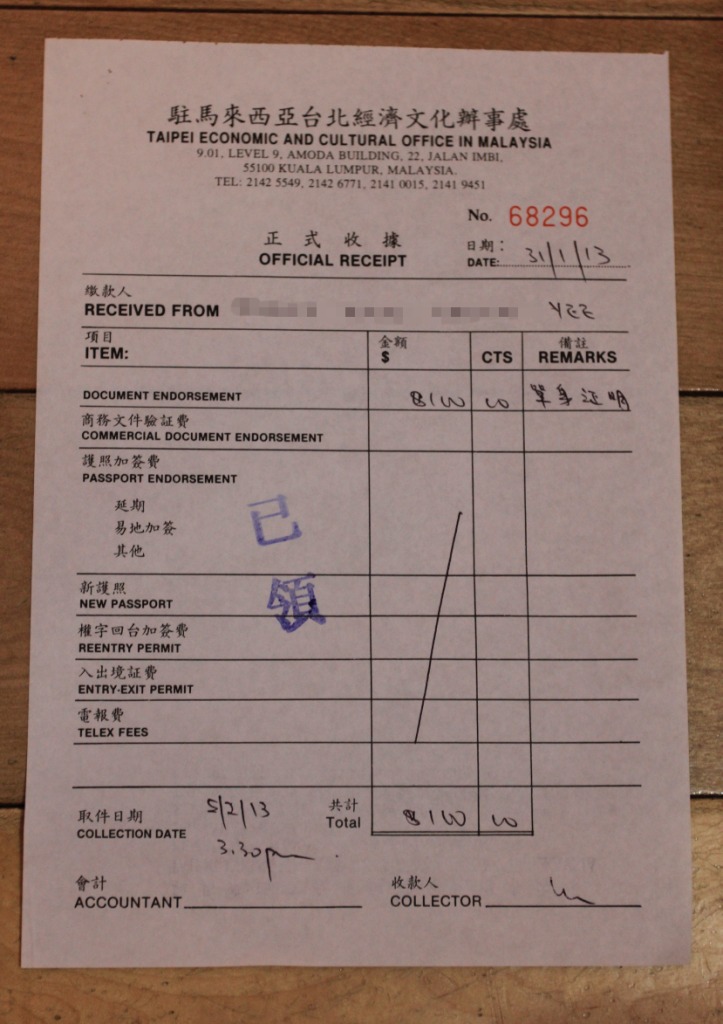 駐馬來西亞台北經濟文化辦事處
TAIPEI ECONOMIC AND CULTURAL OFFICE IN MALAYSIA
9.01, LEVEL 9, AMODA BUILDING, 22, JALAN IMBI,
55100 KUALA LUMPUR, MALAYSIA.
TEL: 2142 5549, 2142 6771, 2141 0015, 2141 9451
No. 68296
正式收據
OFFICIAL RECEIPT
日期:
DATE: 31/1/13
繳款人
RECEIVED FROM
項目
ITEM:
金額
$
CTS
備註
REMARKS
DOCUMENT ENDORSEMENT 單身证明
商務文件驗証費
COMMERCIAL DOCUMENT ENDORSEMENT
護照加簽費
PASSPORT ENDORSEMENT
延期
易地加簽
其他
已領
新護照
NEW PASSPORT
權字回台加簽費
REENTRY PERMIT
入出境証費
ENTRY-EXIT PERMIT
電報費
TELEX FEES
取件日期
COLLECTION DATE
5/2/13
3.30pm
共計
Total
會計
ACCOUNTANT
收款人
COLLECTOR